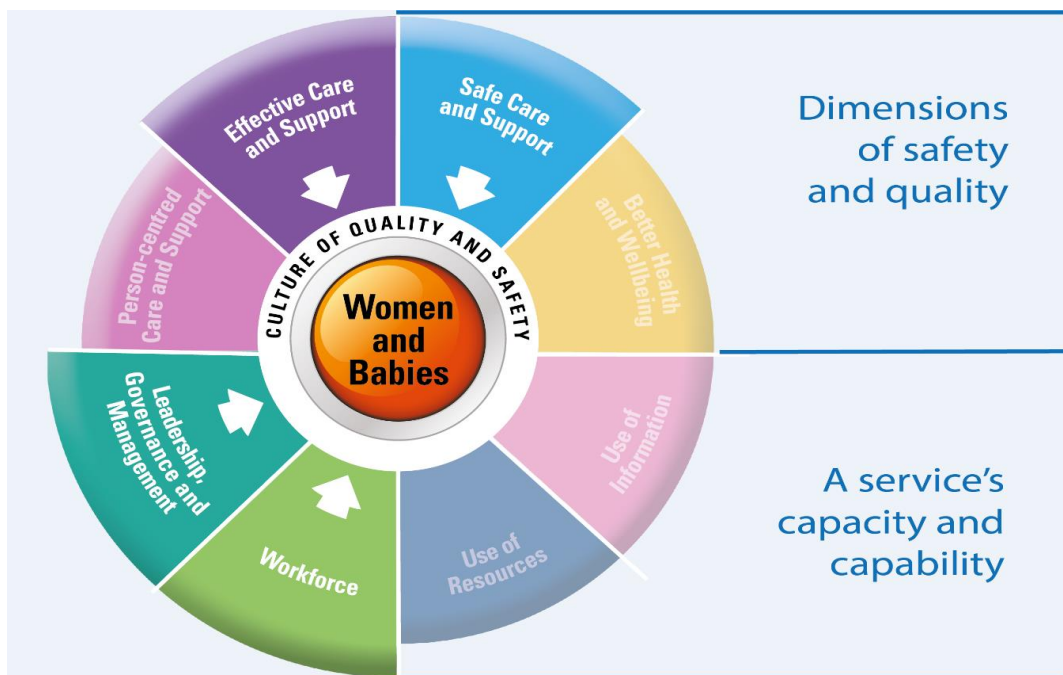 Effective Care
and Support
Safe Care
and Support
Dimensions
of safety
and quality
Person-centred
Care and Support
Better Health
and Wellbeing
CULTURE OF QUALITY AND SAFETY
Women
and
Babies
Leadership,
Governance and
Management
Use of
Information
Workforce
Use of
Resources
A service’s
capacity and
capability